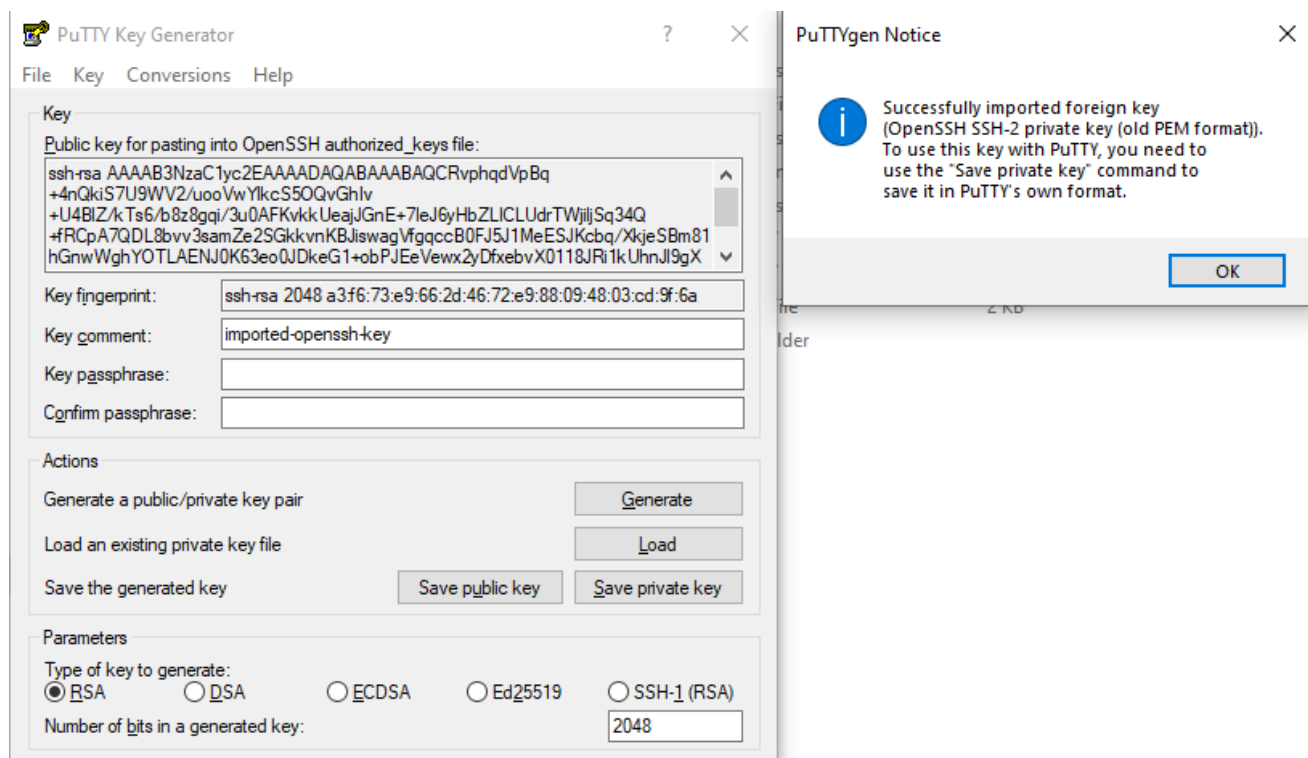 PuTTY Key Generator
File Key Conversions Help
Key
Public key for pasting into OpenSSH authorized_keys file:
ssh-rsa AAAAB3NzaC1yc2EAAAADAQABAAABAQCRvphqdVpBq
+4nQkiS7U9WV2/uooVwYlkcS5OQvGhIv
+U4BIZ/kTs6/b8z8gqi/3u0AFKvkkUeajJGnE+7leJ6yHbZLICLUdrTWjiljSq34Q
+fRCpA7QDL8bvv3samZe2SGkkvnKBJiswagVfgqccB0FJ5J1MeESJKcbq/XkjeSBm81
hGnwWghYOTLAENJ0K63eo0JDkeG1+obPJEeVewx2yDfxebvX0118JRi1kUhnJl9gX
Key fingerprint: ssh-rsa 2048 a3:f6:73:e9:66:2d:46:72:e9:88:09:48:03:cd:9f:6a
Key comment: imported-openssh-key
Key passphrase:
Confirm passphrase:
Actions
Generate a public/private key pair Generate
Load an existing private key file Load
Save the generated key Save public key Save private key
Parameters
Type of key to generate:
RSA DSA ECDSA Ed25519 SSH-1 (RSA)
Number of bits in a generated key: 2048
PuTTYgen Notice
Successfully imported foreign key
(OpenSSH SSH-2 private key (old PEM format)).
To use this key with PuTTY, you need to
use the "Save private key" command to
save it in PuTTY's own format.
OK
2 KB
lder